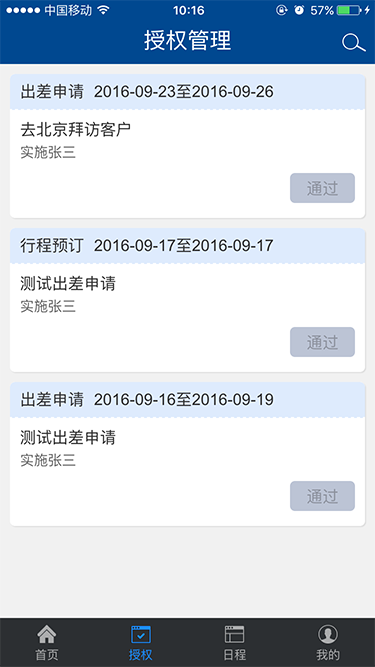 中国移动 10:16 57%
授权管理
出差申请 2016-09-23至2016-09-26
去北京拜访客户
实施张三
通过
行程预订 2016-09-17至2016-09-17
测试出差申请
实施张三
通过
出差申请 2016-09-16至2016-09-19
测试出差申请
实施张三
通过
首页 授权 日程 我的